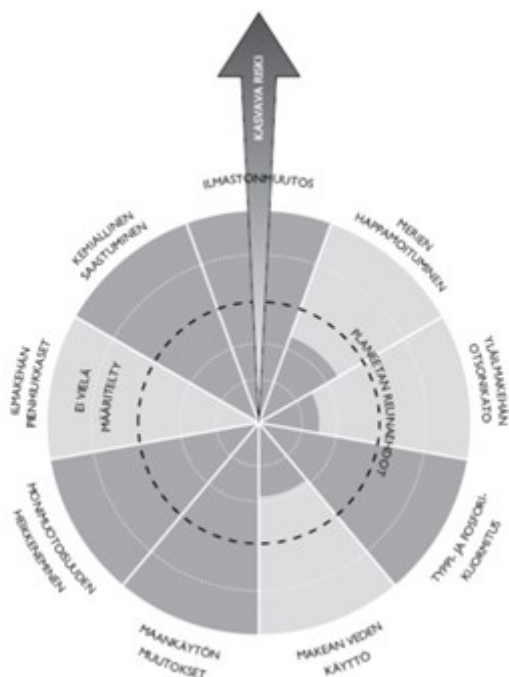 KASVAVA RISKI
ILMASTONMUUTOS
MERIEN
HAPPAMOITUMINEN
YLÄILMAKEHÄN
OTSONIKATO
TYPPI- JA FOSFORI-
KUORMITUS
MAKEAN VEDEN
KÄYTTÖ
MAANKÄYTÖN
MUUTOKSET
MONIMUOTOISUUDEN
HEIKKENEMINEN
ILMAKEHÄN
PIENHIUKKASET
EI VIELÄ
MÄÄRITELTY
KEMIALLINEN
SAASTUMINEN
PLANEETAN REUNAEHDOT